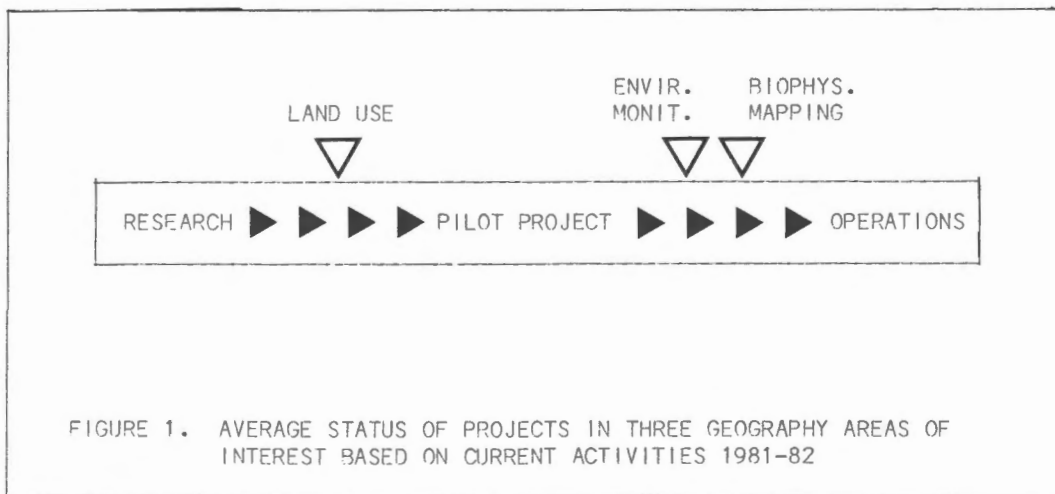 ENVIR. BIOPHYS.
LAND USE MONIT. MAPPING
RESEARCH PILOT PROJECT OPERATIONS
FIGURE 1. AVERAGE STATUS OF PROJECTS IN THREE GEOGRAPHY AREAS OF
INTEREST BASED ON CURRENT ACTIVITIES 1981-82